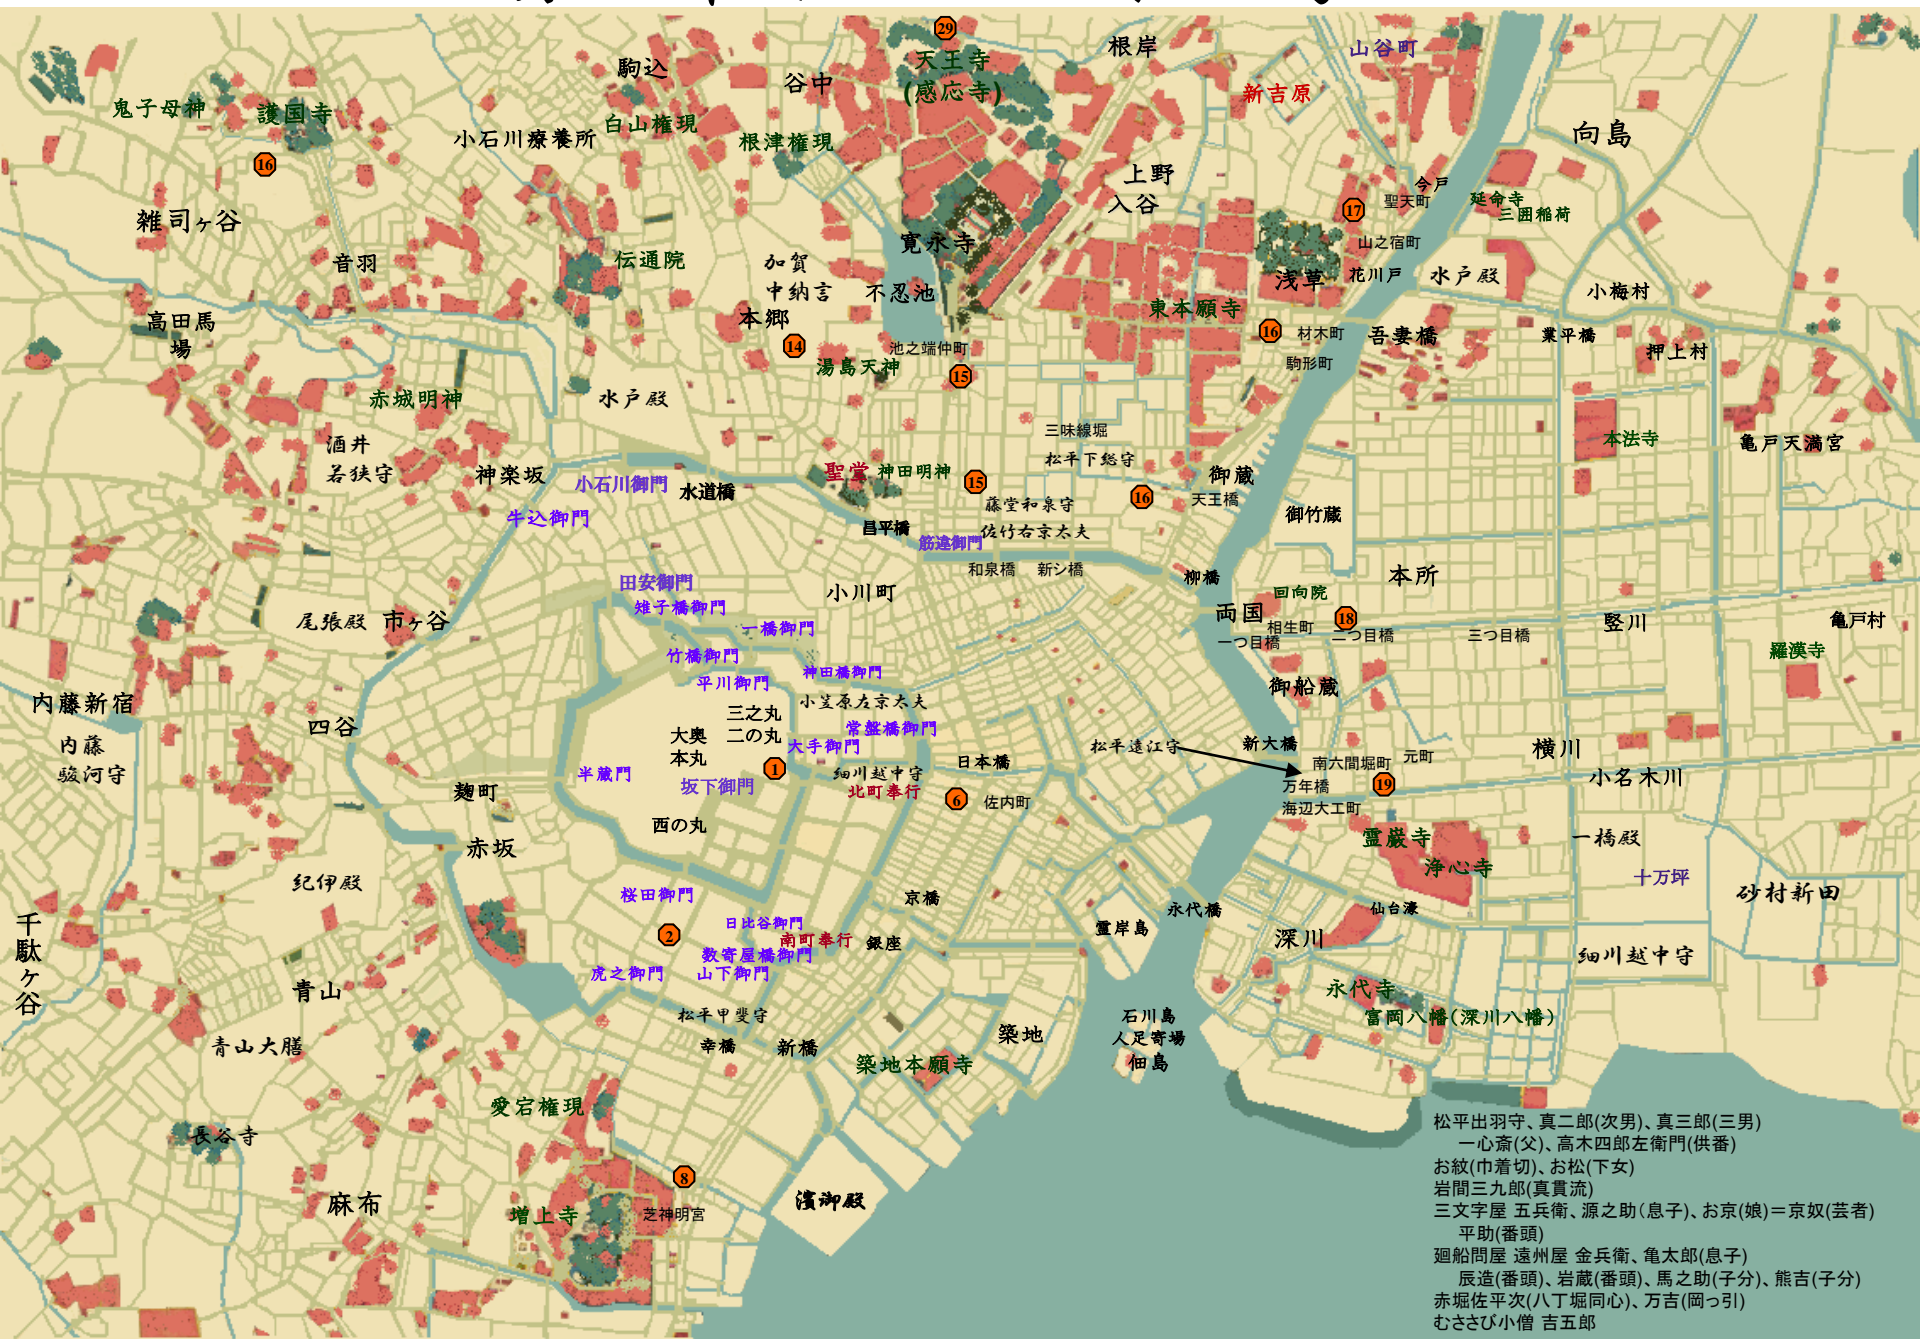 29
根岸
山谷町
天王寺
(感応寺)
駒込
谷中
新吉原
鬼子母神
護国寺
白山権現
小石川療養所
根津権現
向島
16
上野
入谷
今戸
17
聖天町
延命寺
三囲稲荷
雑司ヶ谷
寛永寺
山之宿町
音羽
伝通院
加賀
中納言
不忍池
浅草
花川戸
水戸殿
小梅村
高田馬
場
本郷
東本願寺
16
材木町
吾妻橋
業平橋
押上村
14
池之端仲町
湯島天神
15
駒形町
赤城明神
水戸殿
酒井
若狭守
三味線堀
松平下総守
本法寺
亀戸天満宮
神楽坂
小石川御門
水道橋
聖堂
神田明神
15
御蔵
16
天王橋
牛込御門
昌平橋
藤堂和泉守
佐竹右京太夫
筋違御門
御竹蔵
和泉橋
新シ橋
柳橋
本所
田安御門
雉子橋御門
小川町
回向院
尾張殿
市ヶ谷
一橋御門
両国
相生町
18
一つ目橋
二つ目橋
三つ目橋
竪川
亀戸村
竹橋御門
神田橋御門
羅漢寺
平川御門
御船蔵
内藤新宿
小笠原左京太夫
四谷
三之丸
二の丸
大奥
本丸
常盤橋御門
大手御門
内藤
駿河守
松平遠江守
新大橋
元町
横川
日本橋
南六間堀町
半蔵門
坂下御門
1
細川越中守
北町奉行
万年橋
19
小名木川
麹町
6
佐内町
海辺大工町
西の丸
赤坂
霊巌寺
浄心寺
一橋殿
紀伊殿
桜田御門
京橋
十万坪
砂村新田
千駄ヶ谷
日比谷御門
永代橋
仙台濠
2
南町奉行
銀座
霊岸島
深川
数寄屋橋御門
細川越中守
虎之御門
山下御門
青山
永代寺
松平甲斐守
石川島
人足寄場
佃島
富岡八幡(深川八幡)
築地
青山大膳
幸橋
新橋
築地本願寺
愛宕権現
長谷寺
8
麻布
増上寺
芝神明宮
濱御殿
松平出羽守、真二郎(次男)、真三郎(三男)
一心斎(父)、高木四郎左衛門(供番)
お紋(巾着切)、お松(下女)
岩間三九郎(真貫流)
三文字屋 五兵衛、源之助(息子)、お京(娘)＝京奴(芸者)
平助(番頭)
廻船問屋 遠州屋 金兵衛、亀太郎(息子)
辰造(番頭)、岩蔵(番頭)、馬之助(子分)、熊吉(子分)
赤堀佐平次(八丁堀同心)、万吉(岡っ引)
むささび小僧 吉五郎